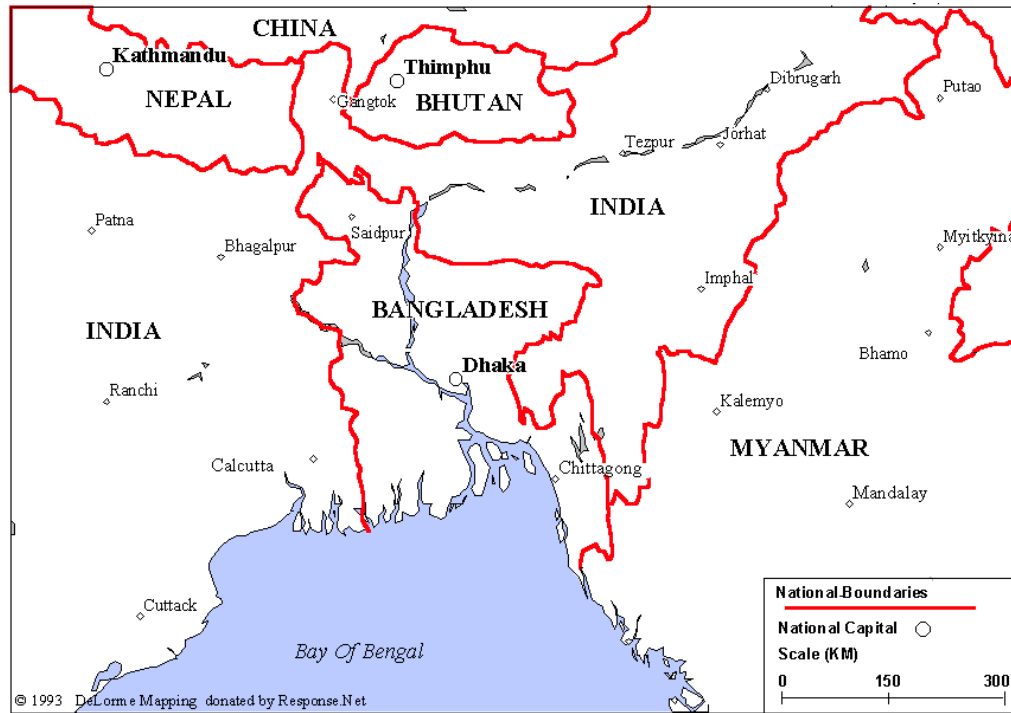 CHINA
Kathmandu
Thimphu
Dibrugarh
NEPAL
Gangtok
BHUTAN
Putao
Tezpur
Jorhat
INDIA
Patna
Saidpur
Bhagalpur
Myitkyina
Imphal
BANGLADESH
INDIA
Bhamo
Dhaka
Ranchi
Kalemyo
MYANMAR
Calcutta
Chittagong
Mandalay
Cuttack
Bay Of Bengal
National Boundaries
National Capital
Scale (KM)
0 150 300
© 1993 DeLorme Mapping donated by Response.Net